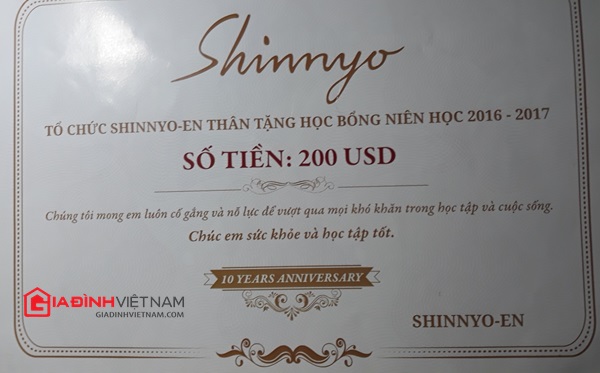 Shinnyo
TỔ CHỨC SHINNYO-EN THÂN TẶNG HỌC BỔNG NIÊN HỌC 2016 - 2017
SỐ TIỀN: 200 USD
Chúng tôi mong em luôn cố gắng và nỗ lực để vượt qua mọi khó khăn trong học tập và cuộc sống.
Chúc em sức khỏe và học tập tốt.
10 YEARS ANNIVERSARY
GIAĐÌNHVIỆTNAM
GIADINHVIETNAM.COM
SHINNYO-EN